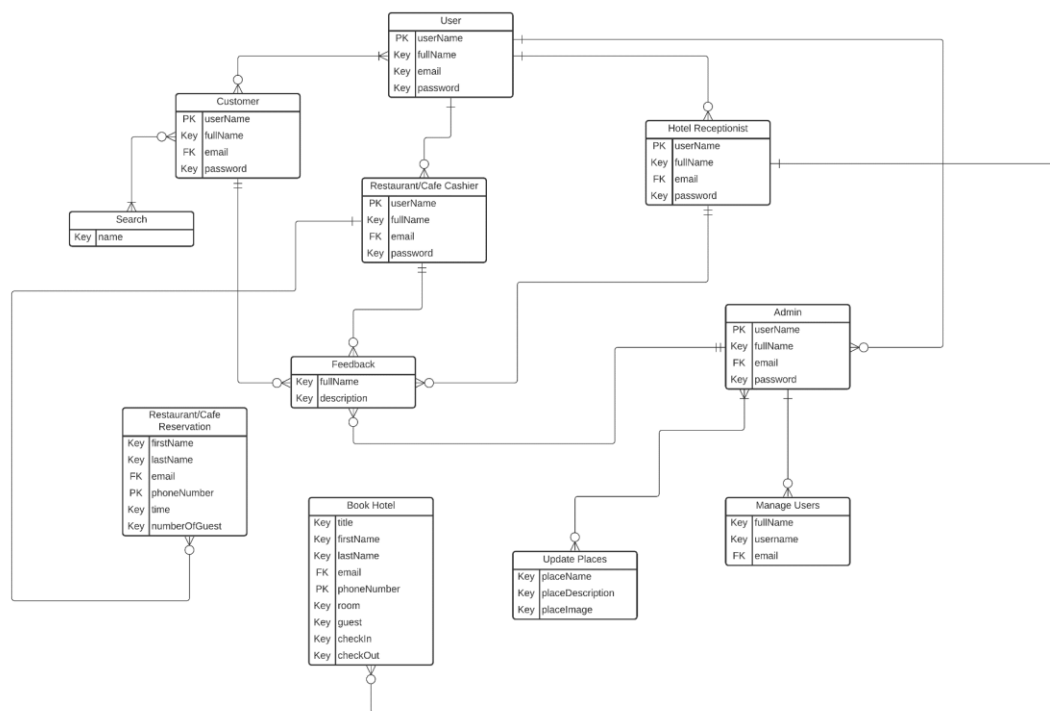 User
PK userName
Key fullName
Key email
Key password
Customer
PK userName
Key fullName
FK email
Key password
Hotel Receptionist
PK userName
Key fullName
FK email
Key password
Restaurant/Cafe Cashier
PK userName
Key fullName
FK email
Key password
Search
Key name
Admin
PK userName
Key fullName
FK email
Key password
Feedback
Key fullName
Key description
Restaurant/Cafe
Reservation
Key firstName
Key lastName
FK email
PK phoneNumber
Key time
Key numberOfGuest
Book Hotel
Key title
Key firstName
Key lastName
FK email
PK phoneNumber
Key room
Key guest
Key checkIn
Key checkOut
Manage Users
Key fullName
Key username
FK email
Update Places
Key placeName
Key placeDescription
Key placeImage